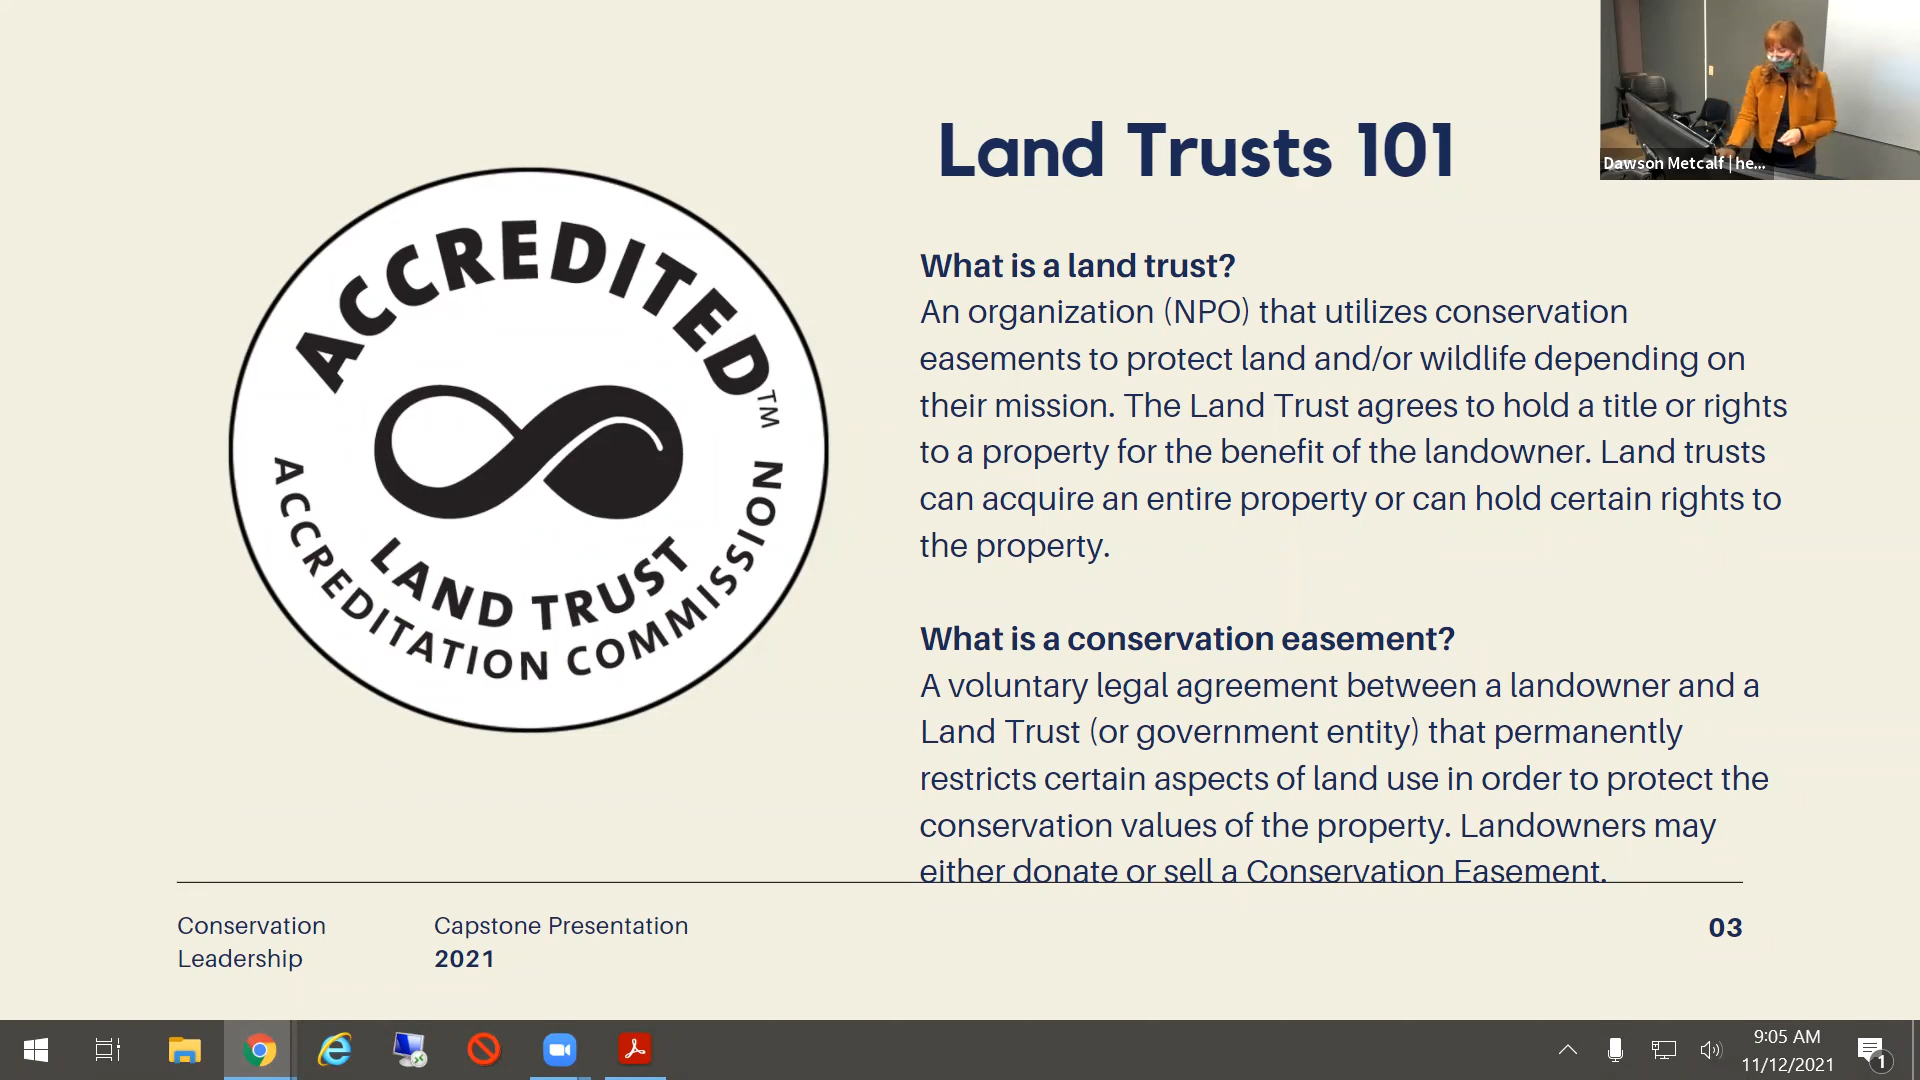 Land Trusts 101
Dawson Metcalf | he...
ACCREDITED™
LAND TRUST
ACCREDITATION COMMISSION
What is a land trust?
An organization (NPO) that utilizes conservation
easements to protect land and/or wildlife depending on
their mission. The Land Trust agrees to hold a title or rights
to a property for the benefit of the landowner. Land trusts
can acquire an entire property or can hold certain rights to
the property.
What is a conservation easement?
A voluntary legal agreement between a landowner and a
Land Trust (or government entity) that permanently
restricts certain aspects of land use in order to protect the
conservation values of the property. Landowners may
either donate or sell a Conservation Easement.
Conservation
Leadership
Capstone Presentation
2021
03
9:05 AM
11/12/2021
1